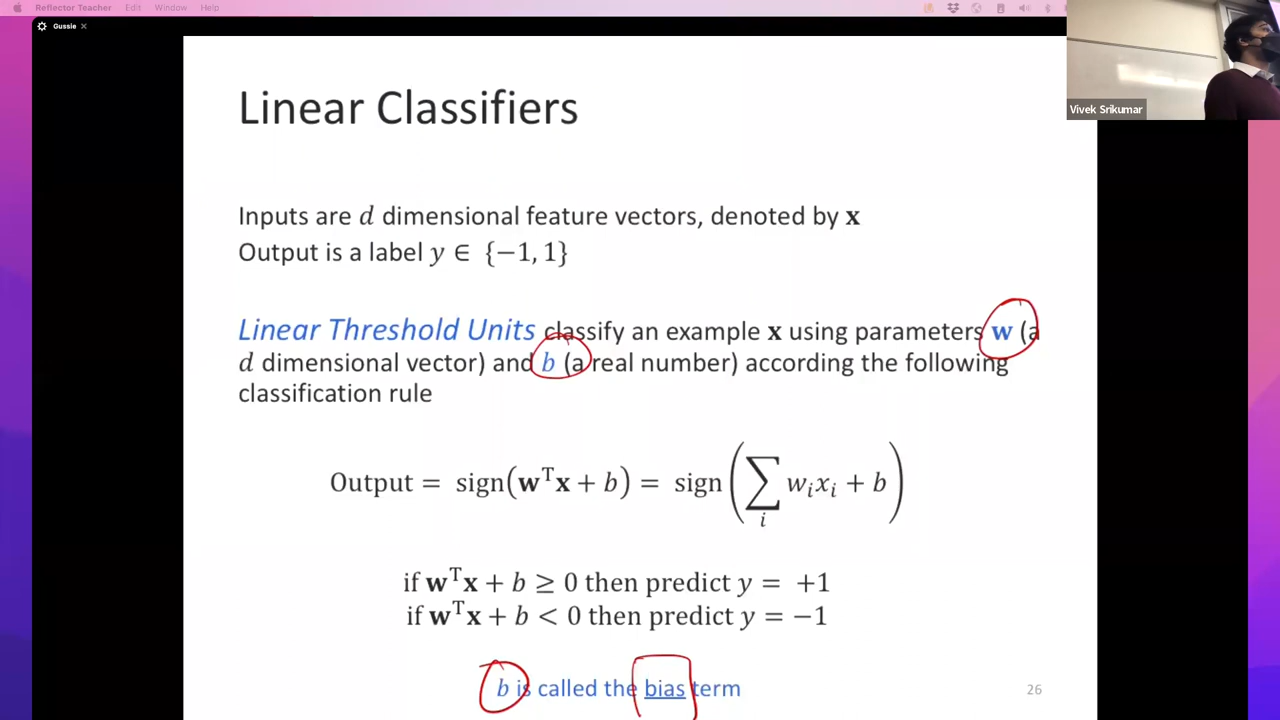 Reflector Teacher Edit Window Help
Gussie
Vivek Srikumar
Linear Classifiers
Inputs are d dimensional feature vectors, denoted by x
Output is a label y ∈ {−1, 1}
Linear Threshold Units classify an example x using parameters w (a
d dimensional vector) and b (a real number) according the following
classification rule
Output = sign(wᵀx + b) = sign(∑ᵢ wᵢxᵢ + b)
if wᵀx + b ≥ 0 then predict y = +1
if wᵀx + b < 0 then predict y = −1
b is called the bias term
26